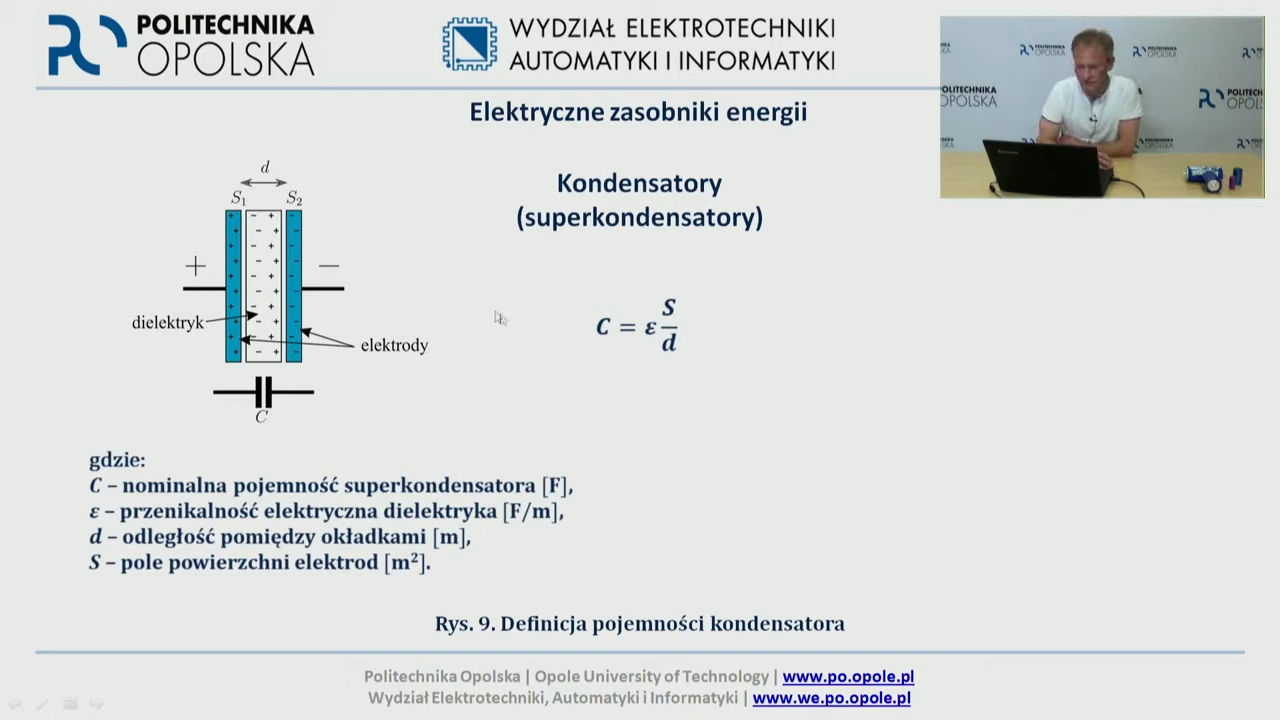 POLITECHNIKA
OPOLSKA
WYDZIAŁ ELEKTROTECHNIKI
AUTOMATYKI I INFORMATYKI
Elektryczne zasobniki energii
Kondensatory
(superkondensatory)
d
S₁ S₂
+ −
dielektryk
elektrody
C
C = ε S/d
gdzie:
C – nominalna pojemność superkondensatora [F],
ε – przenikalność elektryczna dielektryka [F/m],
d – odległość pomiędzy okładkami [m],
S – pole powierzchni elektrod [m²].
Rys. 9. Definicja pojemności kondensatora
Politechnika Opolska | Opole University of Technology | www.po.opole.pl
Wydział Elektrotechniki, Automatyki i Informatyki | www.we.po.opole.pl